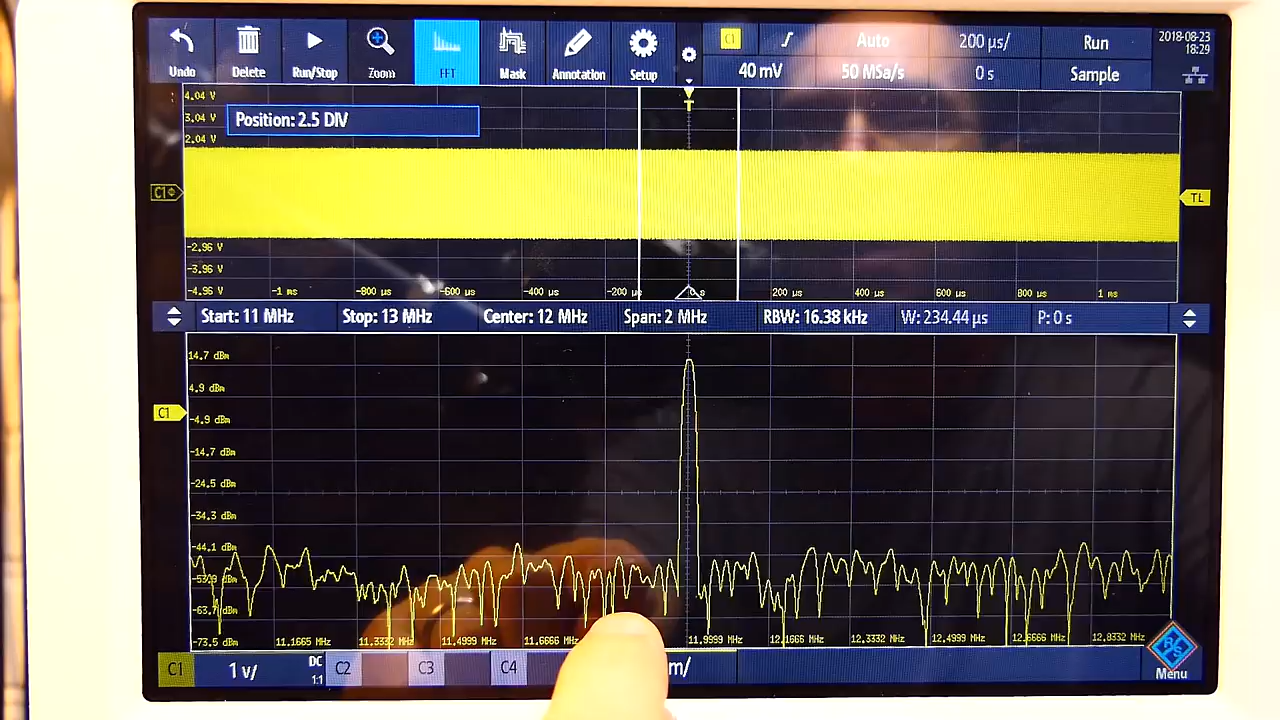 Undo Delete Run/Stop Zoom FFT Mask Annotation Setup
C1 Auto 200 µs/ Run 2018-08-23
18:29
40 mV 50 MSa/s 0 s Sample
4.04 V
3.04 V
2.04 V
Position: 2.5 DIV
T
C1
TL
-2.96 V
-3.96 V
-4.96 V
-1 ms -800 µs -600 µs -400 µs -200 µs 0 s 200 µs 400 µs 600 µs 800 µs 1 ms
Start: 11 MHz Stop: 13 MHz Center: 12 MHz Span: 2 MHz RBW: 16.38 kHz W: 234.44 µs P: 0 s
14.7 dBm
4.9 dBm
C1
-4.9 dBm
-14.7 dBm
-24.5 dBm
-34.3 dBm
-44.1 dBm
-53.9 dBm
-63.7 dBm
-73.5 dBm
11.1665 MHz 11.3332 MHz 11.4999 MHz 11.6666 MHz 11.9999 MHz 12.1666 MHz 12.3332 MHz 12.4999 MHz 12.6666 MHz 12.8332 MHz
C1 1 V/ DC
1:1
C2 C3 C4 m/
R&S
Menu